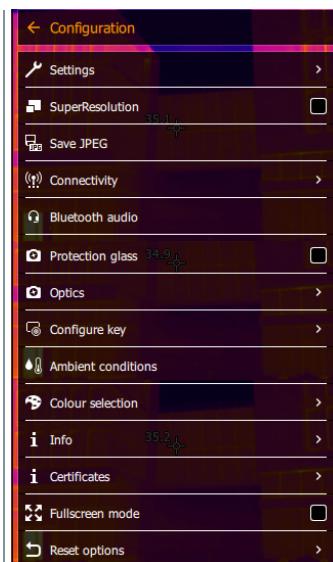 Configuration
Settings
SuperResolution
35.1
Save JPEG
Connectivity
Bluetooth audio
Protection glass 34.9
Optics
Configure key
Ambient conditions
Colour selection
Info 35.2
Certificates
Fullscreen mode
Reset options